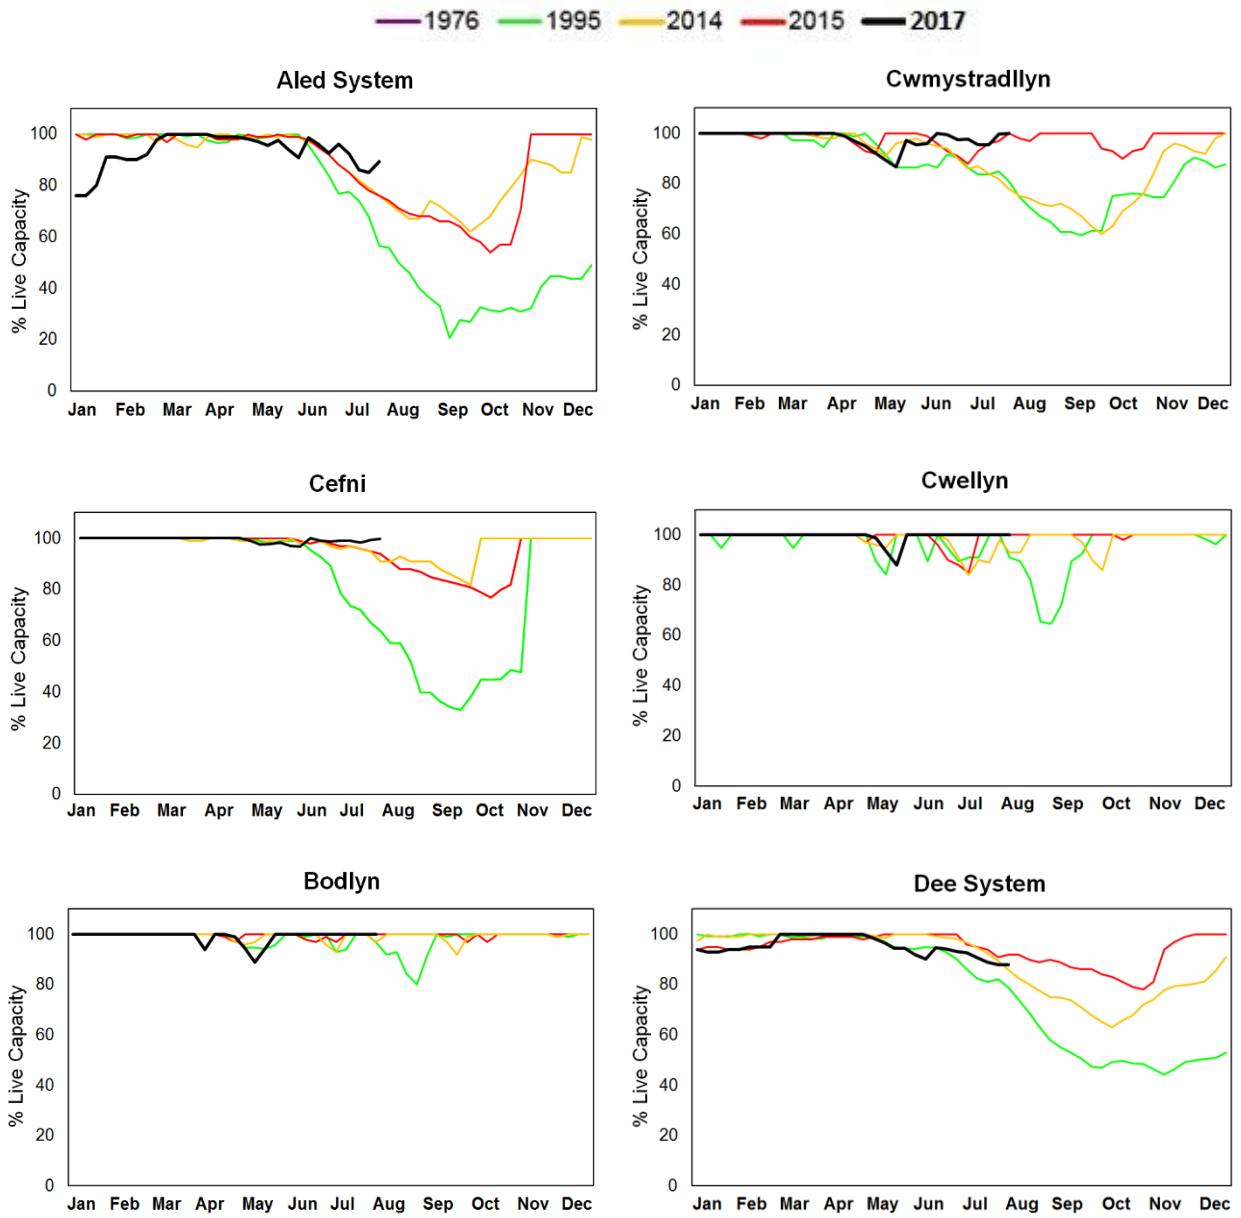 1976 1995 2014 2015 2017
Aled System
% Live Capacity
100
80
60
40
20
0
Jan Feb Mar Apr May Jun Jul Aug Sep Oct Nov Dec
Cwmystradllyn
% Live Capacity
100
80
60
40
20
0
Jan Feb Mar Apr May Jun Jul Aug Sep Oct Nov Dec
Cefni
% Live Capacity
100
80
60
40
20
0
Jan Feb Mar Apr May Jun Jul Aug Sep Oct Nov Dec
Cwellyn
% Live Capacity
100
80
60
40
20
0
Jan Feb Mar Apr May Jun Jul Aug Sep Oct Nov Dec
Bodlyn
% Live Capacity
100
80
60
40
20
0
Jan Feb Mar Apr May Jun Jul Aug Sep Oct Nov Dec
Dee System
% Live Capacity
100
80
60
40
20
0
Jan Feb Mar Apr May Jun Jul Aug Sep Oct Nov Dec